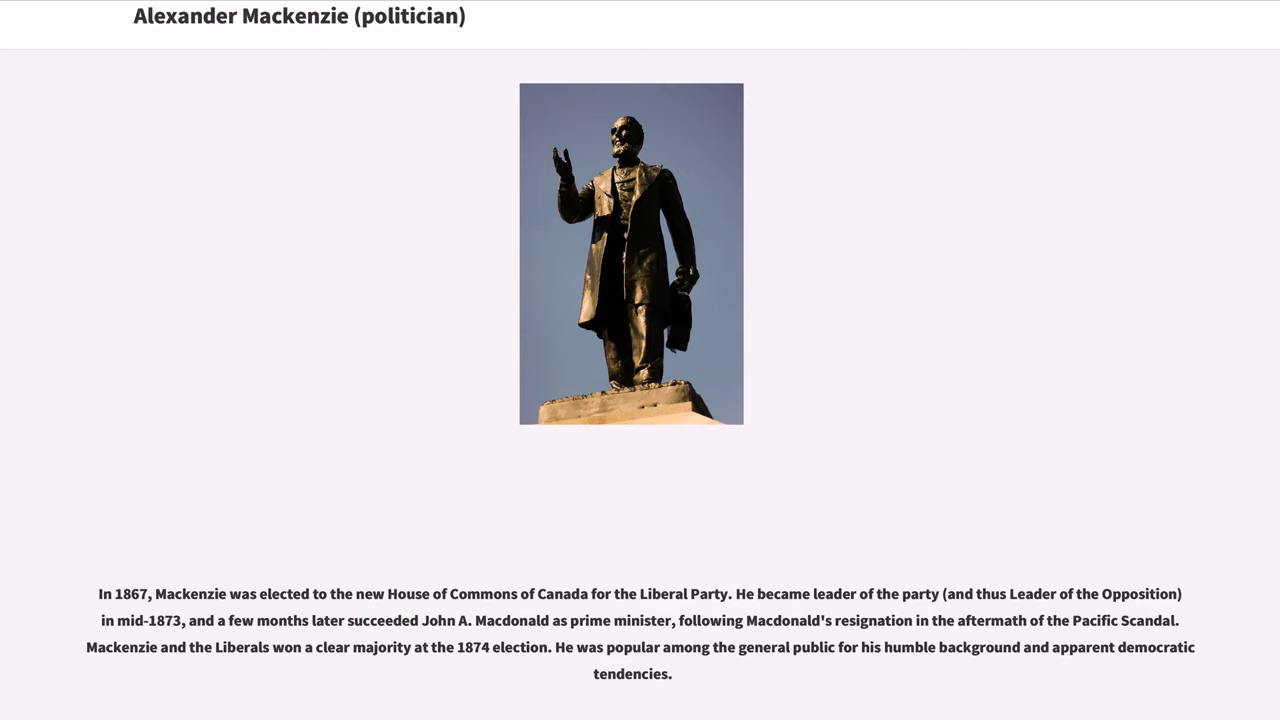 Alexander Mackenzie (politician)
In 1867, Mackenzie was elected to the new House of Commons of Canada for the Liberal Party. He became leader of the party (and thus Leader of the Opposition)
in mid-1873, and a few months later succeeded John A. Macdonald as prime minister, following Macdonald's resignation in the aftermath of the Pacific Scandal.
Mackenzie and the Liberals won a clear majority at the 1874 election. He was popular among the general public for his humble background and apparent democratic
tendencies.